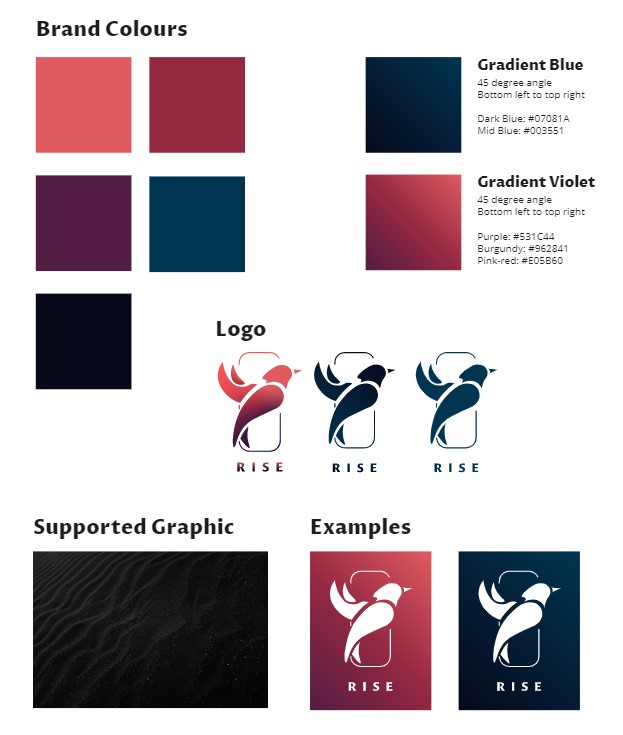 Brand Colours
Gradient Blue
45 degree angle
Bottom left to top right
Dark Blue: #07081A
Mid Blue: #003551
Gradient Violet
45 degree angle
Bottom left to top right
Purple: #531C44
Burgundy: #962841
Pink-red: #E05B60
Logo
RISE
RISE
RISE
Supported Graphic
Examples
RISE
RISE